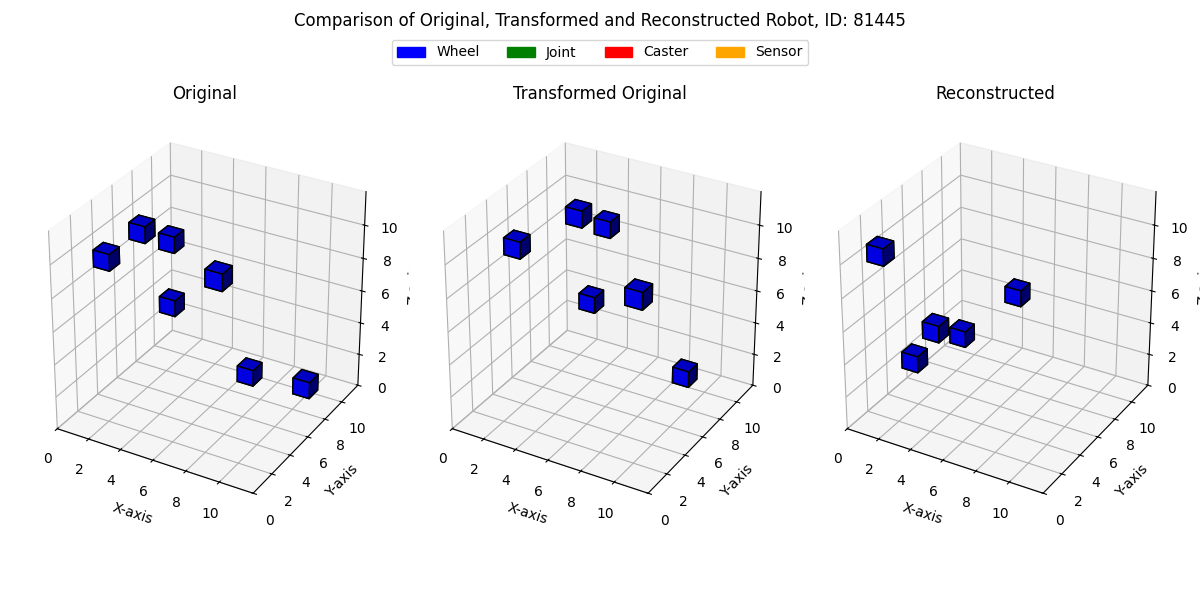 Comparison of Original, Transformed and Reconstructed Robot, ID: 81445
Wheel Joint Caster Sensor
Original Transformed Original Reconstructed
10 10 10
8 8 8
6 6 6
4 4 4
2 2 2
0 0 0
0 2 4 6 8 10 0 2 4 6 8 10 0 2 4 6 8 10
0 2 4 6 8 10 0 2 4 6 8 10 0 2 4 6 8 10
X-axis Y-axis X-axis Y-axis X-axis Y-axis